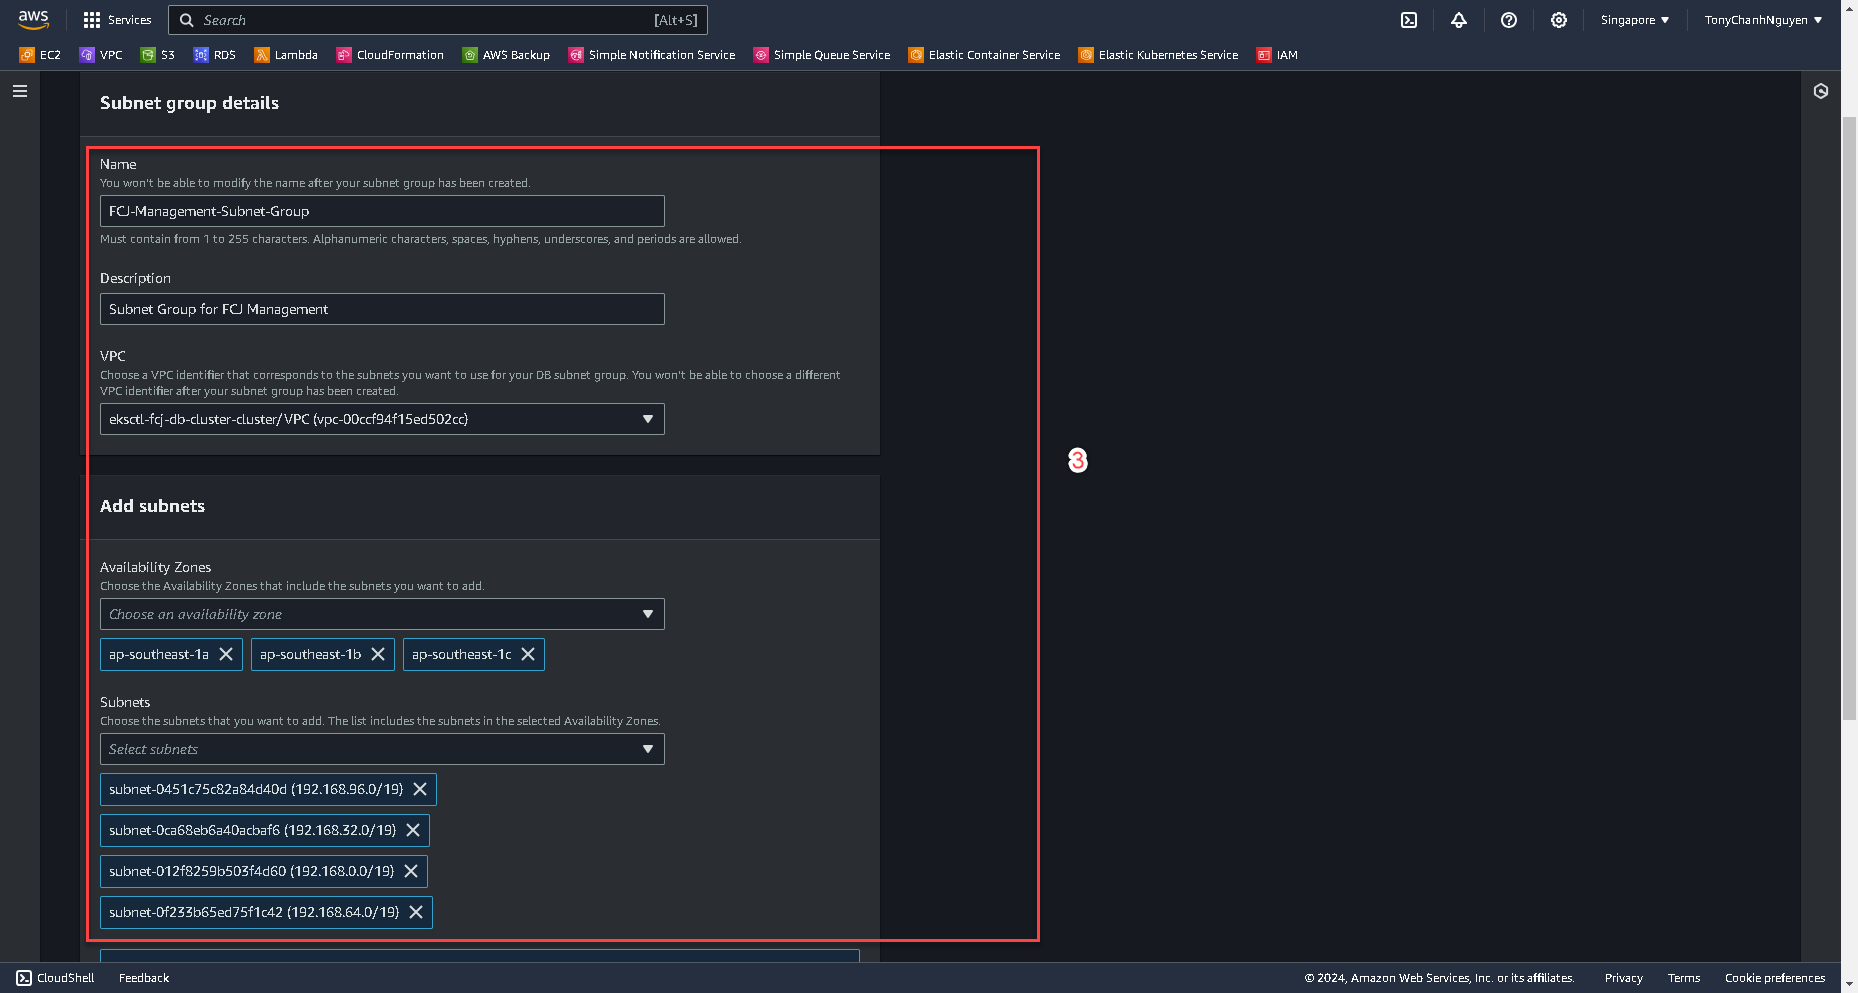 aws Services Search [Alt+S] Singapore TonyChanhNguyen
EC2 VPC S3 RDS Lambda CloudFormation AWS Backup Simple Notification Service Simple Queue Service Elastic Container Service Elastic Kubernetes Service IAM
Subnet group details
Name
You won't be able to modify the name after your subnet group has been created.
FCJ-Management-Subnet-Group
Must contain from 1 to 255 characters. Alphanumeric characters, spaces, hyphens, underscores, and periods are allowed.
Description
Subnet Group for FCJ Management
VPC
Choose a VPC identifier that corresponds to the subnets you want to use for your DB subnet group. You won't be able to choose a different
VPC identifier after your subnet group has been created.
eksctl-fcj-db-cluster-cluster/VPC (vpc-00ccf94f15ed502cc)
3
Add subnets
Availability Zones
Choose the Availability Zones that include the subnets you want to add.
Choose an availability zone
ap-southeast-1a ap-southeast-1b ap-southeast-1c
Subnets
Choose the subnets that you want to add. The list includes the subnets in the selected Availability Zones.
Select subnets
subnet-0451c75c82a84d40d (192.168.96.0/19)
subnet-0ca68eb6a40acbaf6 (192.168.32.0/19)
subnet-012f8259b503f4d60 (192.168.0.0/19)
subnet-0f233b65ed75f1c42 (192.168.64.0/19)
CloudShell Feedback © 2024, Amazon Web Services, Inc. or its affiliates. Privacy Terms Cookie preferences